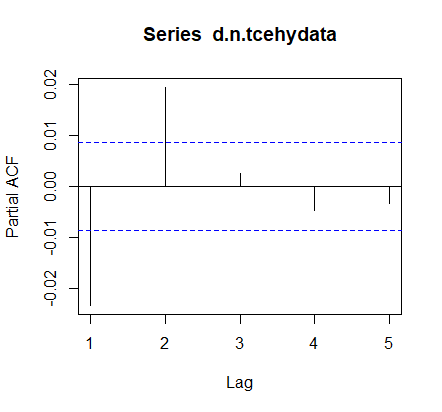 Series d.n.tcehydata
Partial ACF
0.02
0.01
0.00
-0.01
-0.02
1 2 3 4 5
Lag